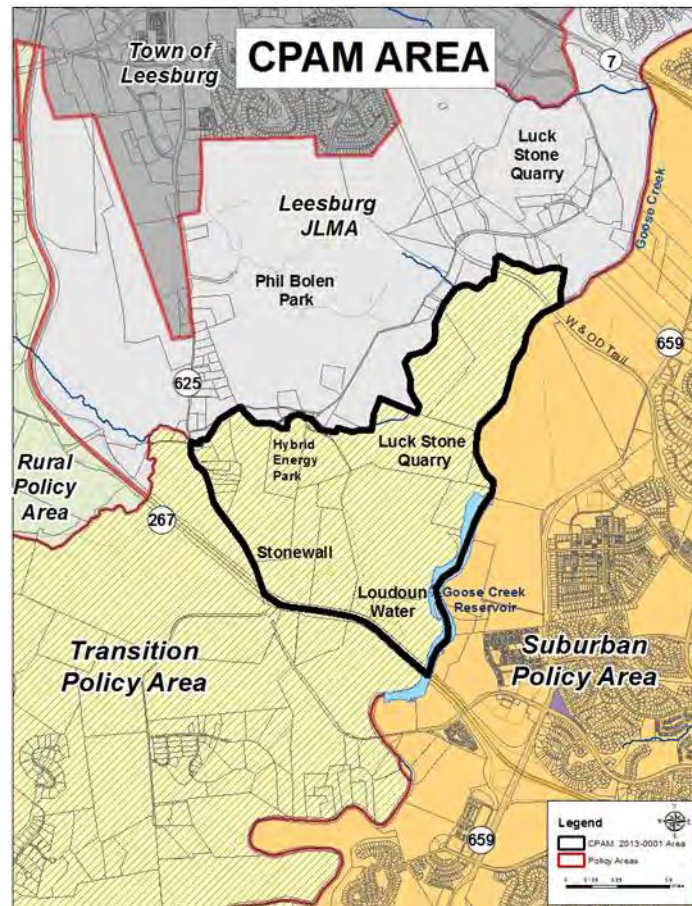 Town of
Leesburg
CPAM AREA
7
Luck
Stone
Quarry
Leesburg
JLMA
Goose Creek
Phil Bolen
Park
W & OD Trail
659
625
Hybrid
Energy
Park
Luck Stone
Quarry
Rural
Policy
Area
267
Stonewall
Loudoun
Water
Goose Creek
Reservoir
Transition
Policy Area
Suburban
Policy Area
659
Legend
CPAM 2013-0001 Area
Policy Areas